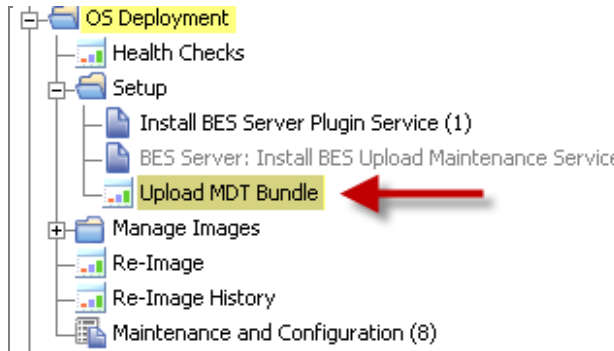 OS Deployment
Health Checks
Setup
Install BES Server Plugin Service (1)
BES Server: Install BES Upload Maintenance Service
Upload MDT Bundle
Manage Images
Re-Image
Re-Image History
Maintenance and Configuration (8)